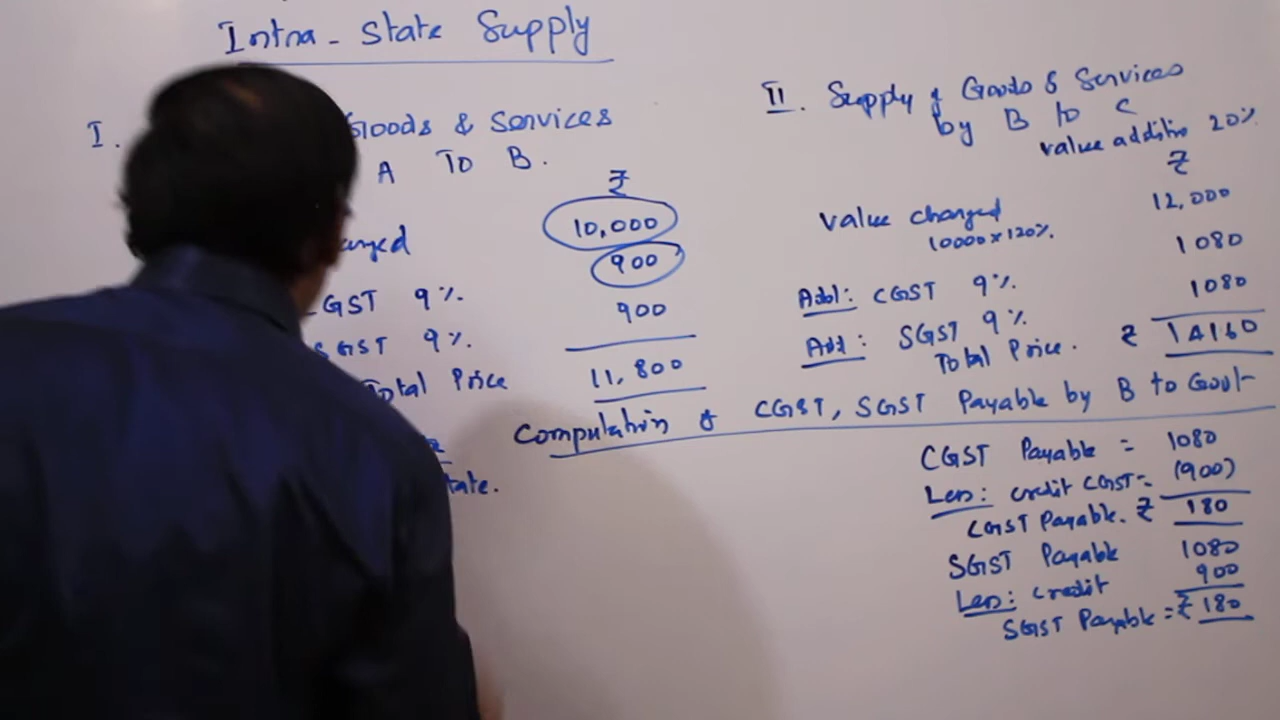 Intra - State Supply
I. Goods & Services
A To B.
₹
10,000
900
GST 9%. 900
GST 9%.
Total Price 11,800
tate.
II. Supply of Goods & Services
by B to C
value addition 20%
₹
value charged 12,000
10000 x 120%.
1080
Add: CGST 9%. 1080
Add: SGST 9%
Total Price. ₹ 14160
Computation of CGST, SGST Payable by B to Govt
CGST Payable = 1080
Less: credit CGST = (900)
CGST Payable. ₹ 180
SGST Payable 1080
Less: credit 900
SGST Payable = ₹ 180